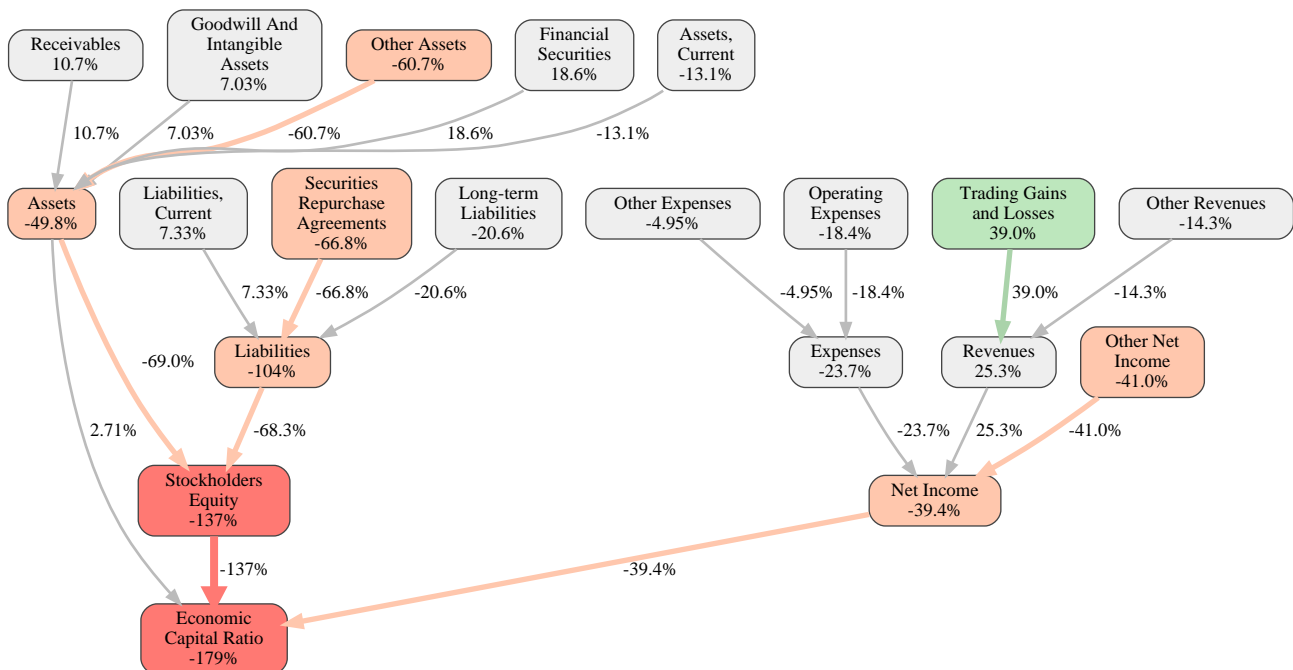 Receivables
10.7%
Goodwill And
Intangible
Assets
7.03%
Other Assets
-60.7%
Financial
Securities
18.6%
Assets,
Current
-13.1%
10.7%
7.03%
-60.7%
18.6%
-13.1%
Assets
-49.8%
Liabilities,
Current
7.33%
Securities
Repurchase
Agreements
-66.8%
Long-term
Liabilities
-20.6%
Other Expenses
-4.95%
Operating
Expenses
-18.4%
Trading Gains
and Losses
39.0%
Other Revenues
-14.3%
7.33%
-66.8%
-20.6%
-4.95%
-18.4%
39.0%
-14.3%
-69.0%
Liabilities
-104%
Expenses
-23.7%
Revenues
25.3%
Other Net
Income
-41.0%
2.71%
-68.3%
-23.7%
25.3%
-41.0%
Stockholders
Equity
-137%
Net Income
-39.4%
-137%
-39.4%
Economic
Capital Ratio
-179%